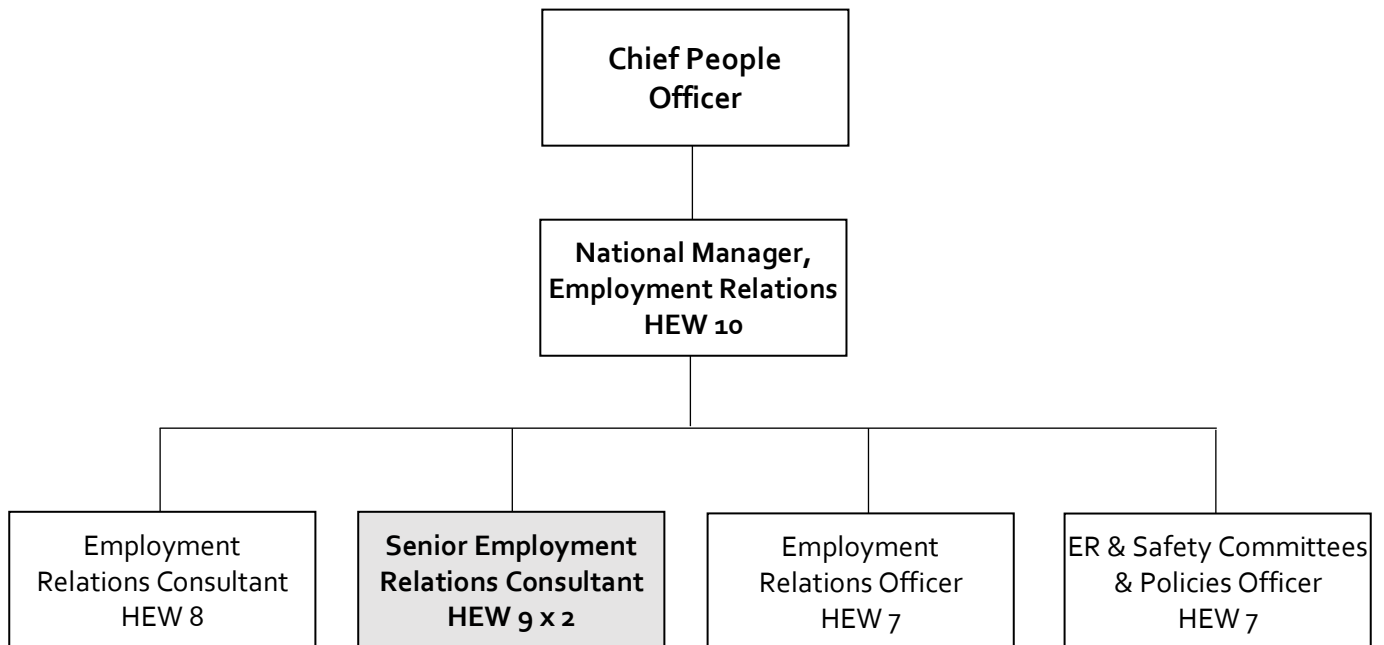 Chief People
Officer
National Manager,
Employment Relations
HEW 10
Employment
Relations Consultant
HEW 8
Senior Employment
Relations Consultant
HEW 9 x 2
Employment
Relations Officer
HEW 7
ER & Safety Committees
& Policies Officer
HEW 7